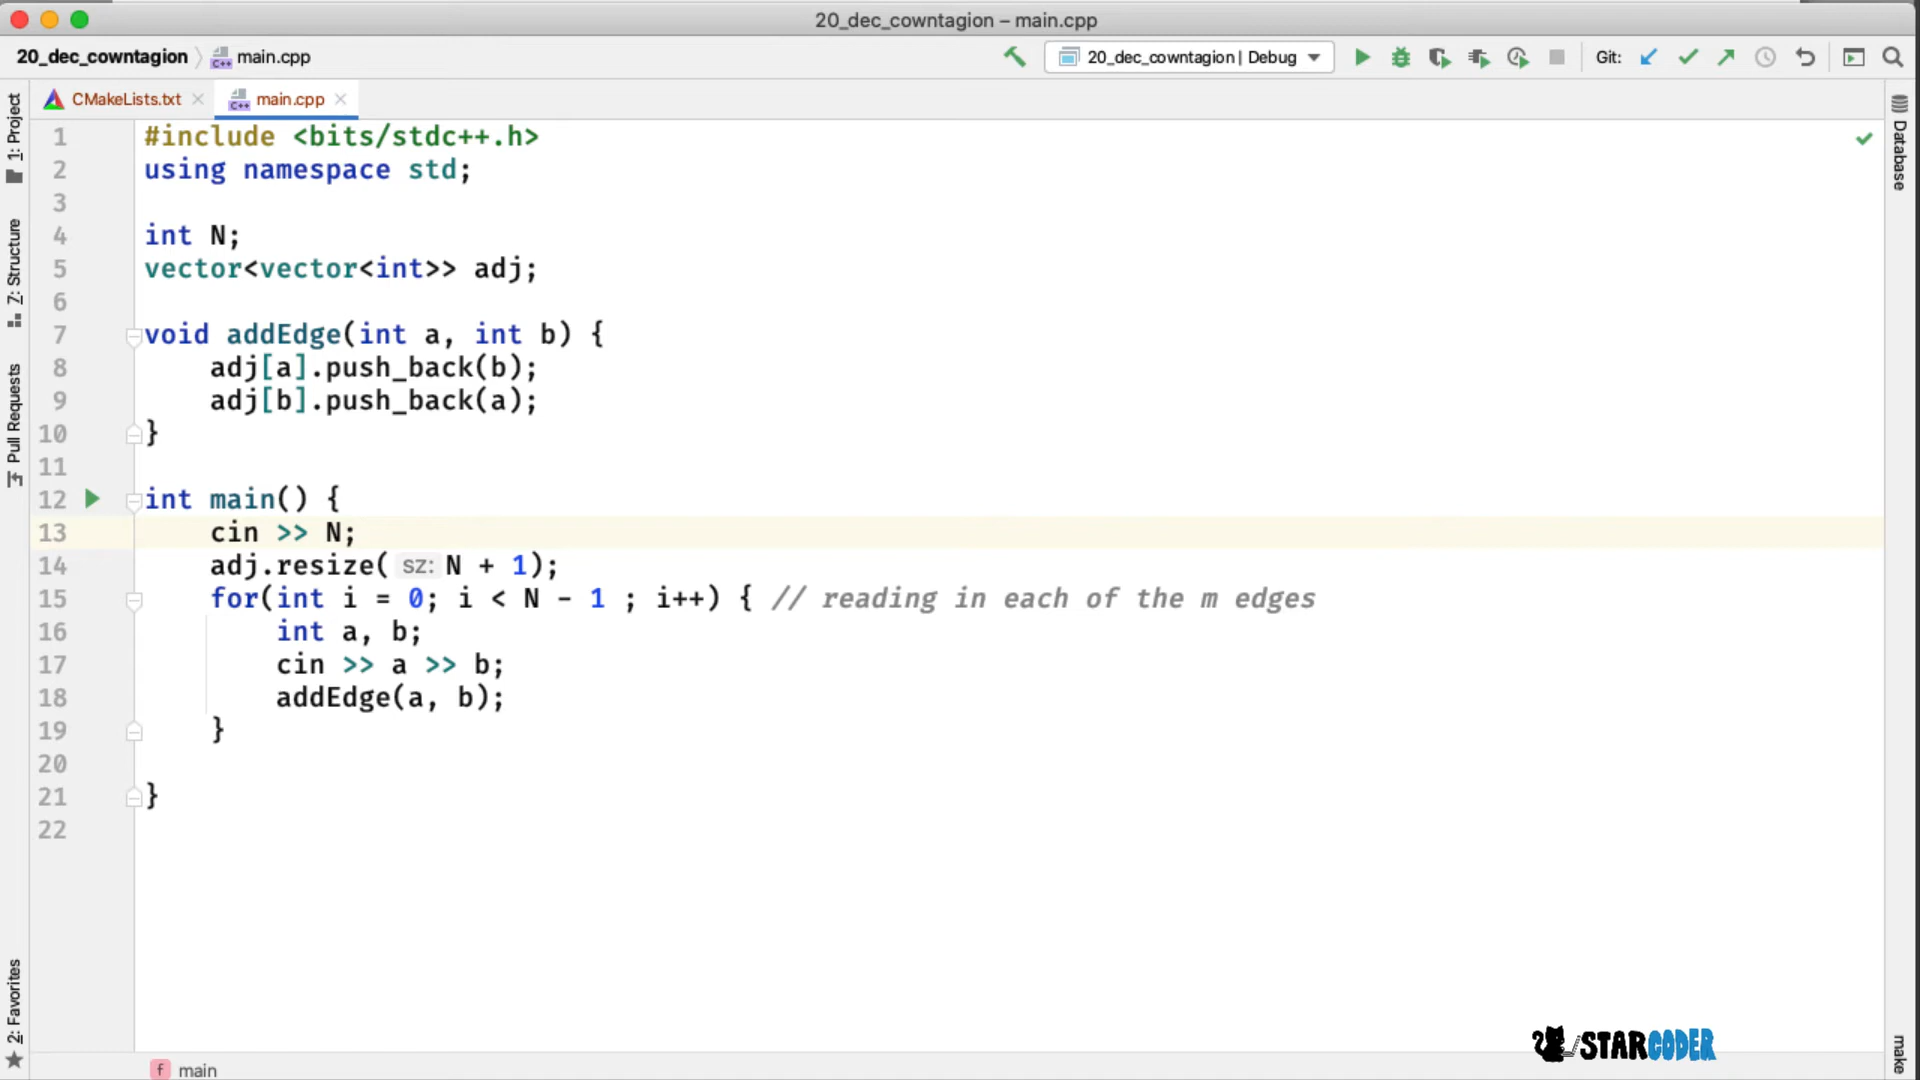 20_dec_cowntagion – main.cpp
20_dec_cowntagion main.cpp
20_dec_cowntagion | Debug
Git:
CMakeLists.txt
main.cpp
1: Project
7: Structure
Pull Requests
2: Favorites
1 #include <bits/stdc++.h>
2 using namespace std;
3
4 int N;
5 vector<vector<int>> adj;
6
7 void addEdge(int a, int b) {
8 adj[a].push_back(b);
9 adj[b].push_back(a);
10 }
11
12 int main() {
13 cin >> N;
14 adj.resize( sz: N + 1);
15 for(int i = 0; i < N - 1 ; i++) { // reading in each of the m edges
16 int a, b;
17 cin >> a >> b;
18 addEdge(a, b);
19 }
20
21 }
22
Database
make
STARCODER
f main